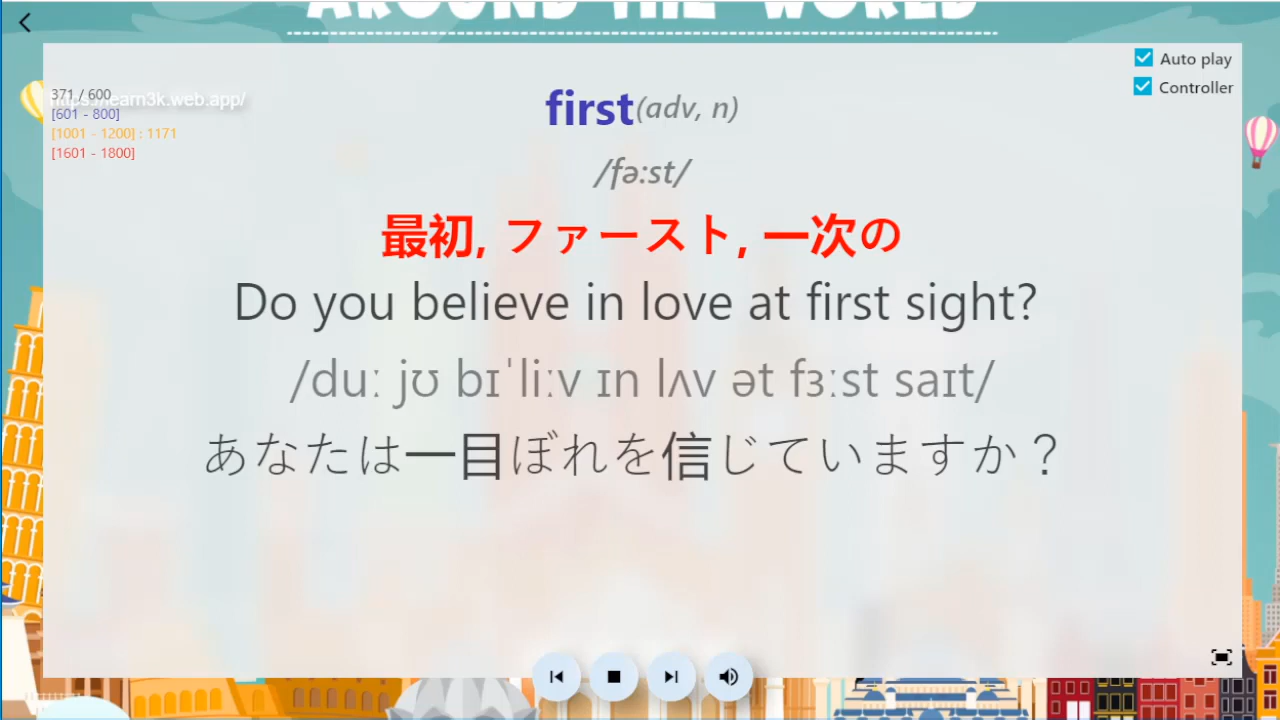 AROUND THE WORLD
Auto play
Controller
371 / 600
https://learn3k.web.app/
[601 - 800]
[1001 - 1200] : 1171
[1601 - 1800]
first(adv, n)
/fə:st/
最初, ファースト, 一次の
Do you believe in love at first sight?
/duː jʊ bɪˈliːv ɪn lʌv ət fɜːst saɪt/
あなたは一目ぼれを信じていますか？